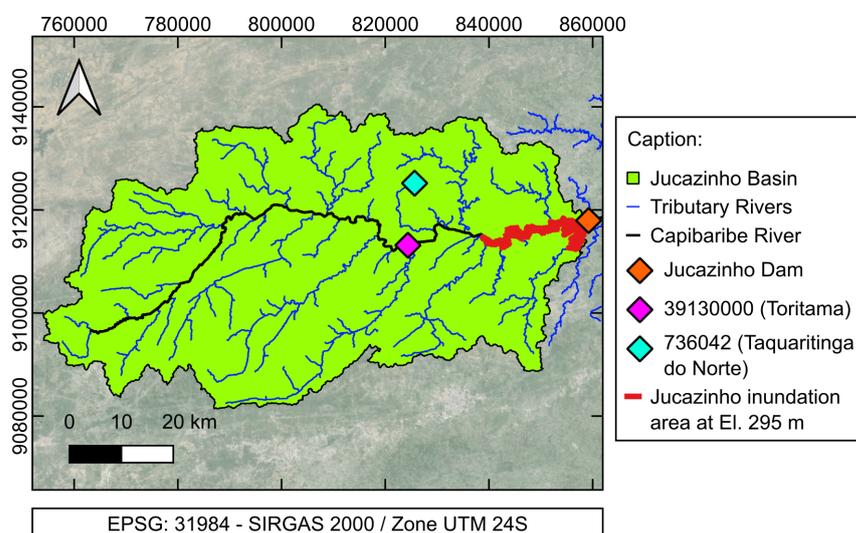 760000 780000 800000 820000 840000 860000
9140000
9120000
9100000
9080000
0 10 20 km
Caption:
Jucazinho Basin
Tributary Rivers
Capibaribe River
Jucazinho Dam
39130000 (Toritama)
736042 (Taquaritinga
do Norte)
Jucazinho inundation
area at El. 295 m
EPSG: 31984 - SIRGAS 2000 / Zone UTM 24S